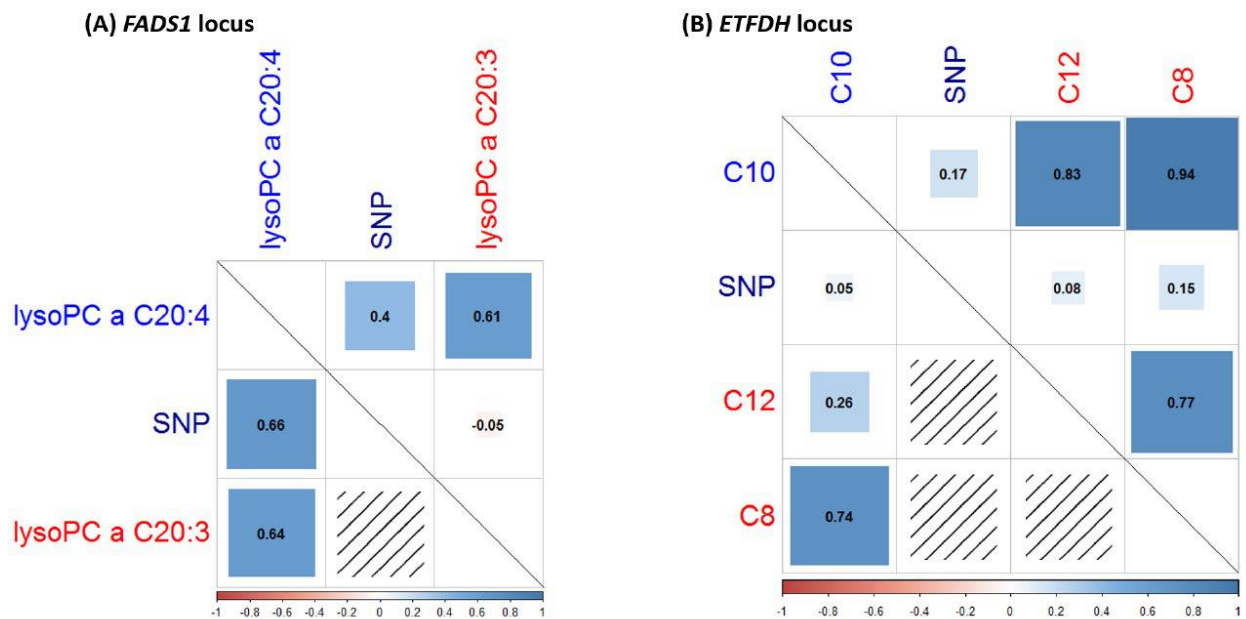 (A) FADS1 locus
lysoPC a C20:4
SNP
lysoPC a C20:3
lysoPC a C20:4
0.4
0.61
SNP
0.66
-0.05
lysoPC a C20:3
0.64
-1 -0.8 -0.6 -0.4 -0.2 0 0.2 0.4 0.6 0.8 1
(B) ETFDH locus
C10
SNP
C12
C8
C10
0.17
0.83
0.94
SNP
0.05
0.08
0.15
C12
0.26
0.77
C8
0.74
-1 -0.8 -0.6 -0.4 -0.2 0 0.2 0.4 0.6 0.8 1